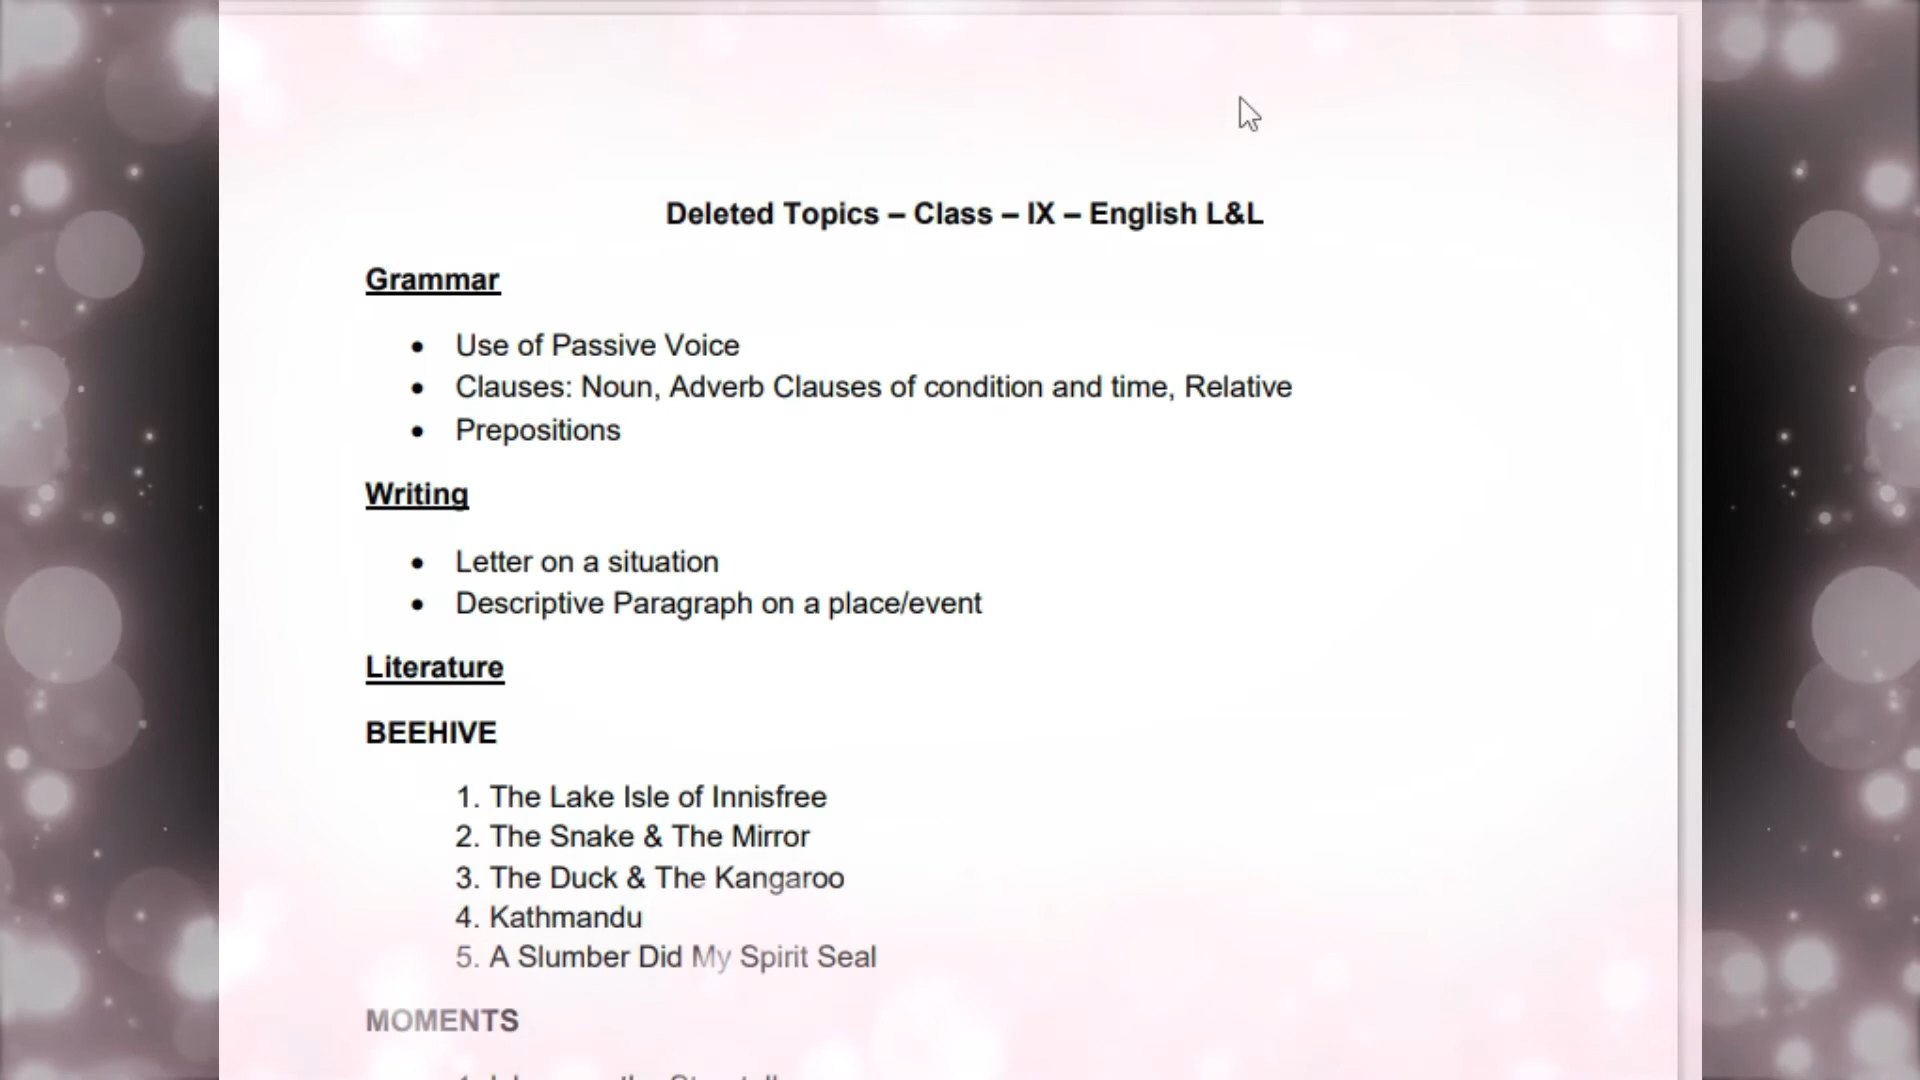 Deleted Topics – Class – IX – English L&L
Grammar
• Use of Passive Voice
• Clauses: Noun, Adverb Clauses of condition and time, Relative
• Prepositions
Writing
• Letter on a situation
• Descriptive Paragraph on a place/event
Literature
BEEHIVE
1. The Lake Isle of Innisfree
2. The Snake & The Mirror
3. The Duck & The Kangaroo
4. Kathmandu
5. A Slumber Did My Spirit Seal
MOMENTS